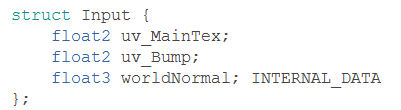 struct Input {
    float2 uv_MainTex;
    float2 uv_Bump;
    float3 worldNormal; INTERNAL_DATA
};